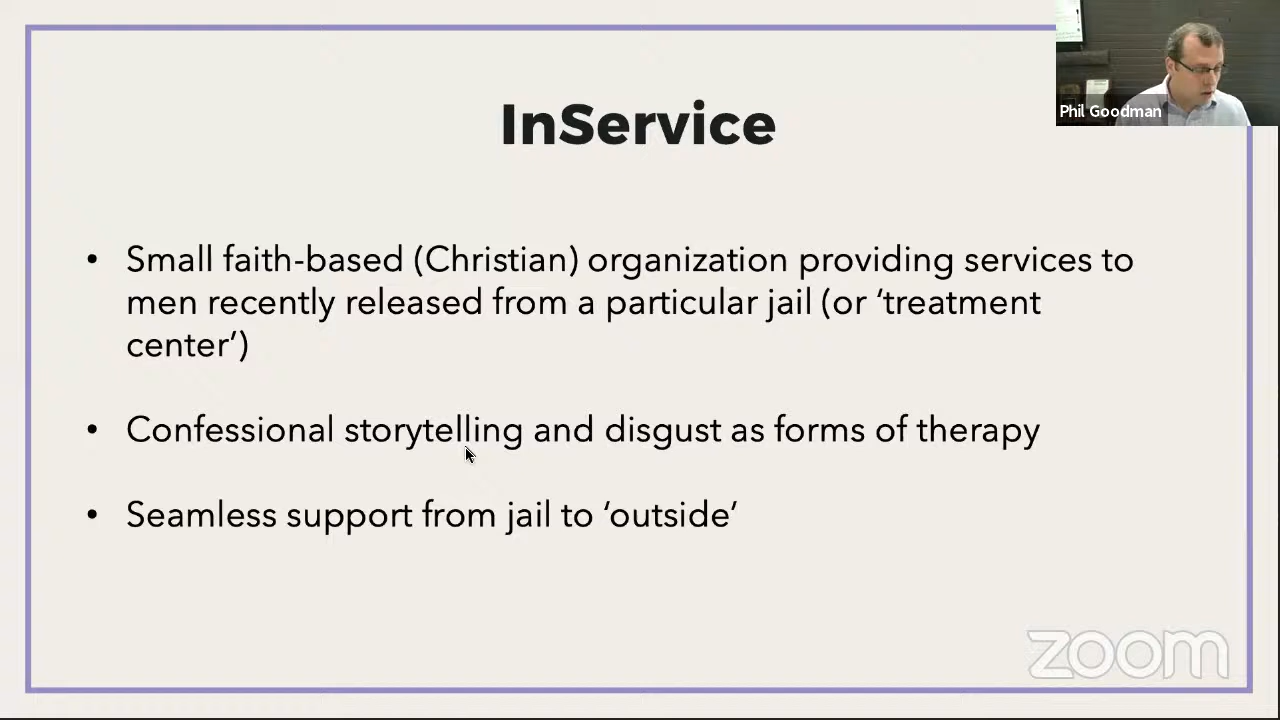 InService
Phil Goodman
• Small faith-based (Christian) organization providing services to
men recently released from a particular jail (or ‘treatment
center’)
• Confessional storytelling and disgust as forms of therapy
• Seamless support from jail to ‘outside’
zoom